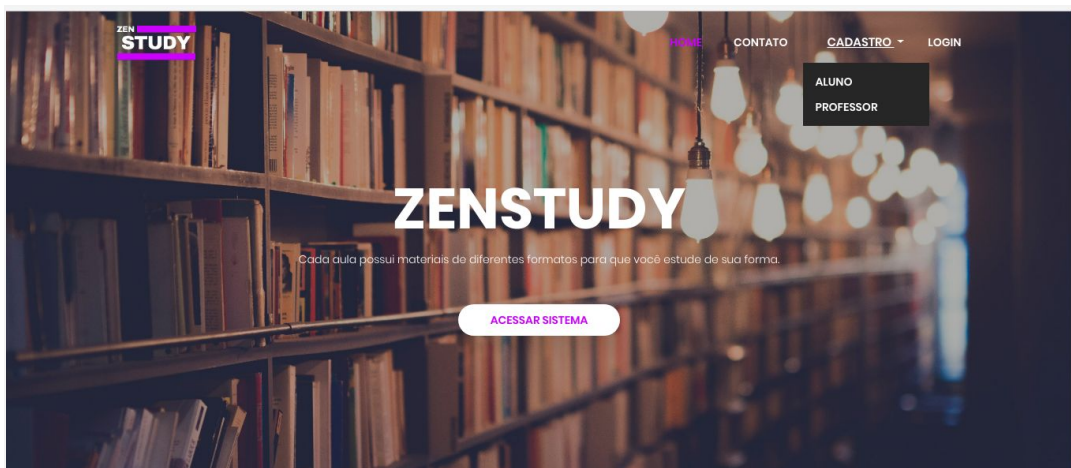 ZEN
STUDY
HOME CONTATO CADASTRO LOGIN
ALUNO
PROFESSOR
ZENSTUDY
Cada aula possui materiais de diferentes formatos para que você estude de sua forma.
ACESSAR SISTEMA